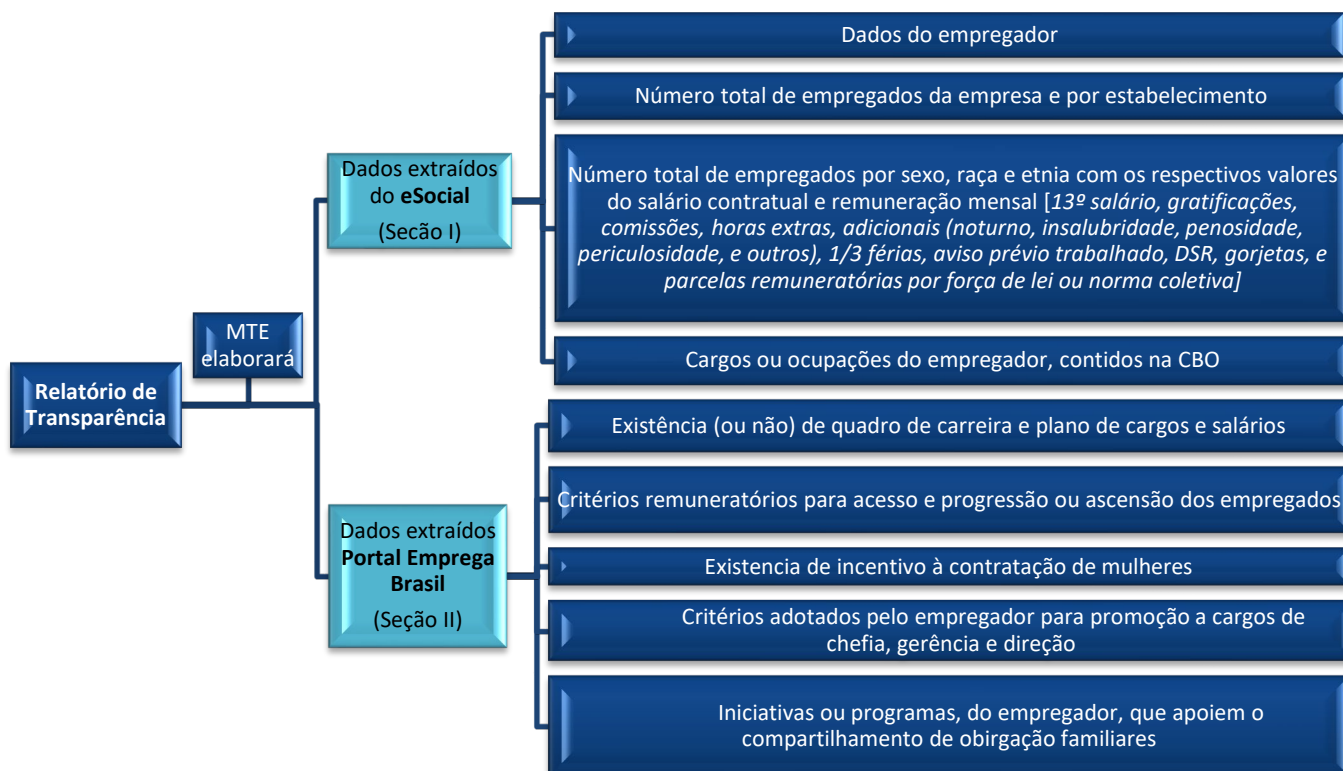 Relatório de
Transparência
MTE
elaborará
Dados extraídos
do eSocial
(Secão I)
Dados do empregador
Número total de empregados da empresa e por estabelecimento
Número total de empregados por sexo, raça e etnia com os respectivos valores
do salário contratual e remuneração mensal [13º salário, gratificações,
comissões, horas extras, adicionais (noturno, insalubridade, penosidade,
periculosidade, e outros), 1/3 férias, aviso prévio trabalhado, DSR, gorjetas, e
parcelas remuneratórias por força de lei ou norma coletiva]
Cargos ou ocupações do empregador, contidos na CBO
Dados extraídos
Portal Emprega
Brasil
(Seção II)
Existência (ou não) de quadro de carreira e plano de cargos e salários
Critérios remuneratórios para acesso e progressão ou ascensão dos empregados
Existencia de incentivo à contratação de mulheres
Critérios adotados pelo empregador para promoção a cargos de
chefia, gerência e direção
Iniciativas ou programas, do empregador, que apoiem o
compartilhamento de obirgação familiares